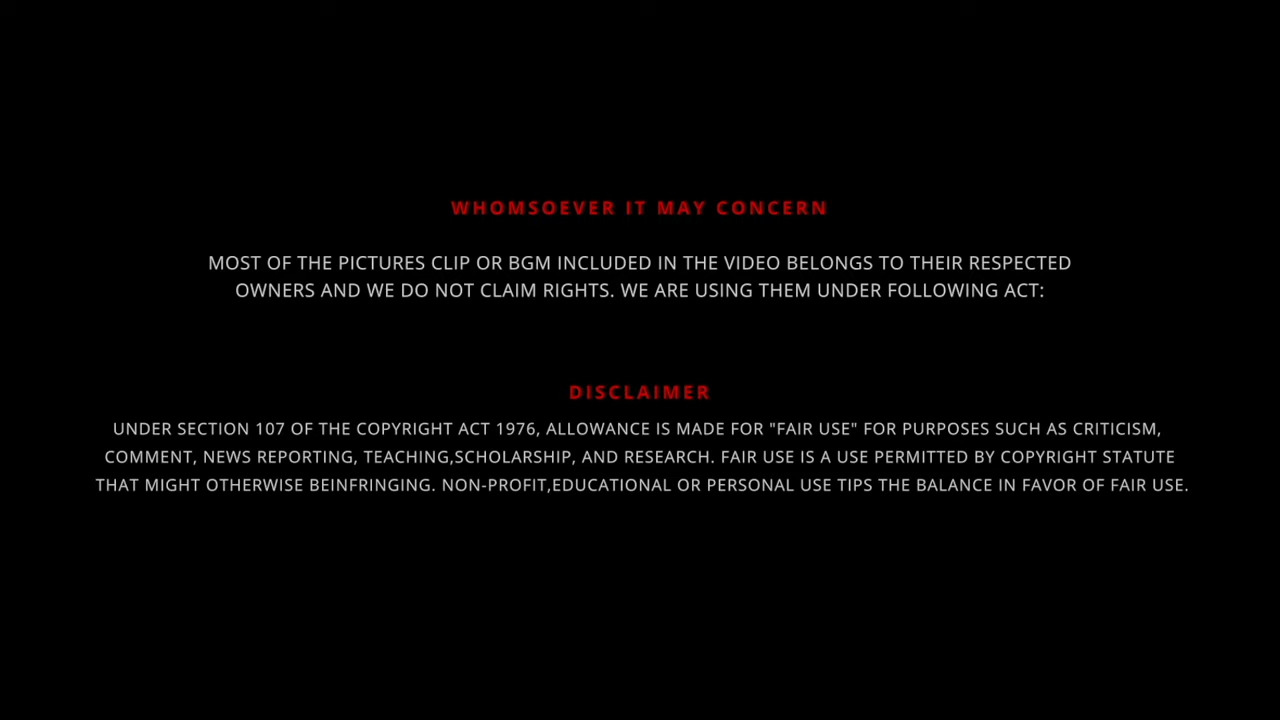 WHOMSOEVER IT MAY CONCERN
MOST OF THE PICTURES CLIP OR BGM INCLUDED IN THE VIDEO BELONGS TO THEIR RESPECTED
OWNERS AND WE DO NOT CLAIM RIGHTS. WE ARE USING THEM UNDER FOLLOWING ACT:
DISCLAIMER
UNDER SECTION 107 OF THE COPYRIGHT ACT 1976, ALLOWANCE IS MADE FOR "FAIR USE" FOR PURPOSES SUCH AS CRITICISM,
COMMENT, NEWS REPORTING, TEACHING,SCHOLARSHIP, AND RESEARCH. FAIR USE IS A USE PERMITTED BY COPYRIGHT STATUTE
THAT MIGHT OTHERWISE BEINFRINGING. NON-PROFIT,EDUCATIONAL OR PERSONAL USE TIPS THE BALANCE IN FAVOR OF FAIR USE.